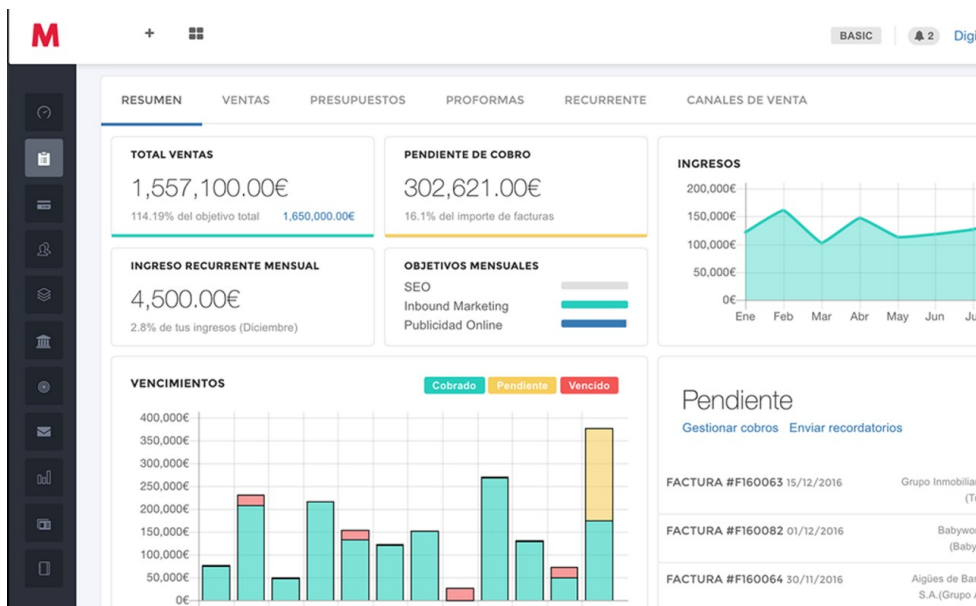 M
BASIC
2
Digi
RESUMEN VENTAS PRESUPUESTOS PROFORMAS RECURRENTE CANALES DE VENTA
TOTAL VENTAS
1,557,100.00€
114.19% del objetivo total 1,650,000.00€
PENDIENTE DE COBRO
302,621.00€
16.1% del importe de facturas
INGRESO RECURRENTE MENSUAL
4,500.00€
2.8% de tus ingresos (Diciembre)
OBJETIVOS MENSUALES
SEO
Inbound Marketing
Publicidad Online
INGRESOS
200,000€
150,000€
100,000€
50,000€
0€
Ene Feb Mar Abr May Jun Ju
VENCIMIENTOS
Cobrado Pendiente Vencido
400,000€
350,000€
300,000€
250,000€
200,000€
150,000€
100,000€
50,000€
0€
Pendiente
Gestionar cobros Enviar recordatorios
FACTURA #F160063 15/12/2016 Grupo Inmobilia
(T
FACTURA #F160082 01/12/2016 Babywo
(Baby
FACTURA #F160064 30/11/2016 Aigües de Bar
S.A.(Grupo